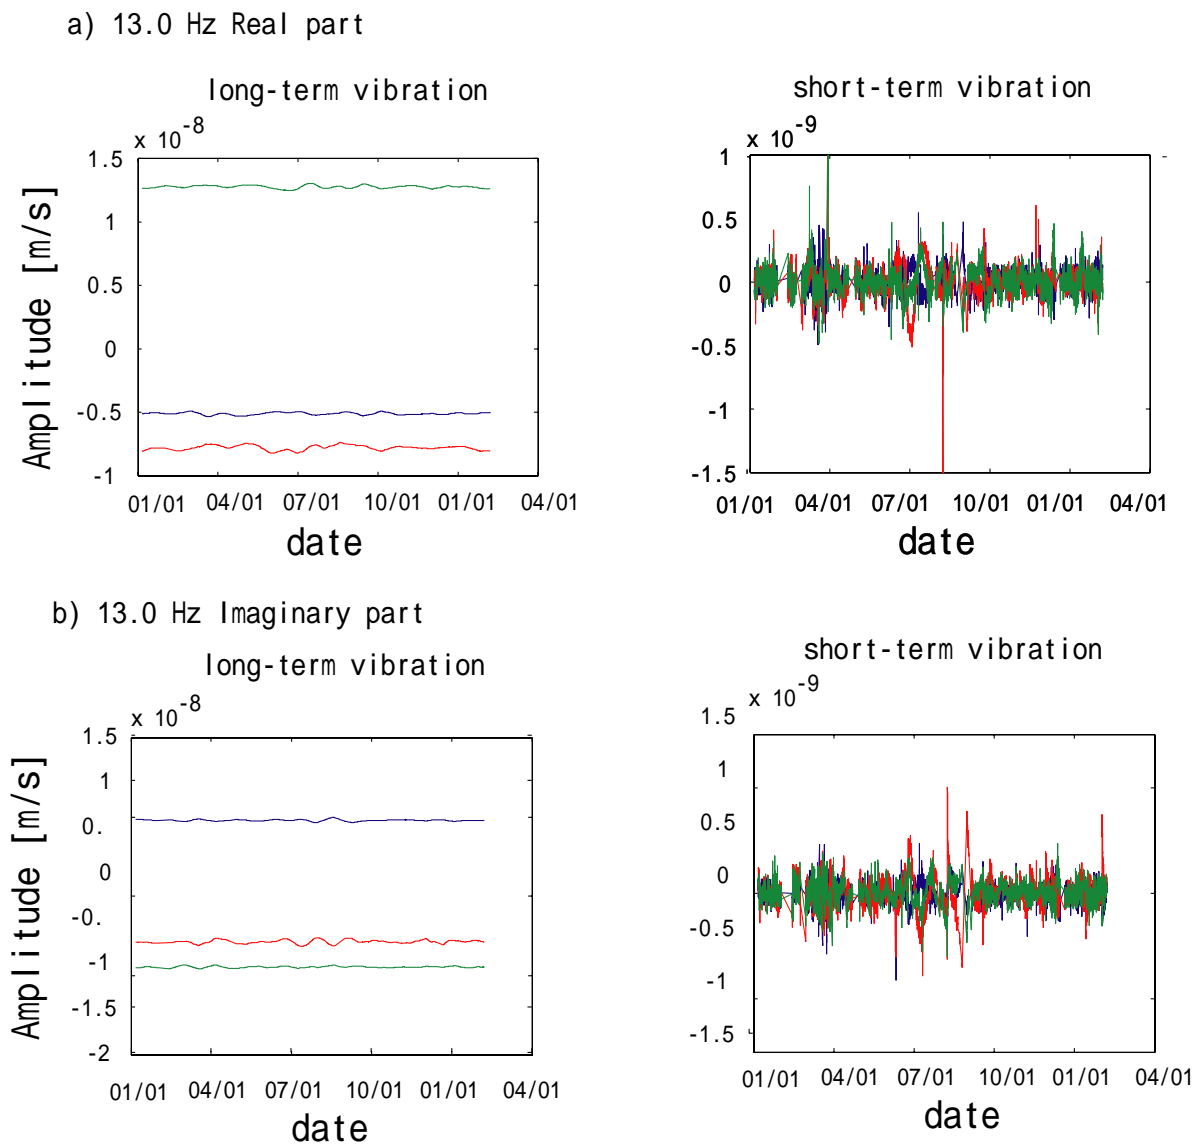 a) 13.0 Hz Real part
long-term vibration
x 10^-8
1.5
1
0.5
0
-0.5
-1
Amplitude [m/s]
01/01 04/01 07/01 10/01 01/01 04/01
date
short-term vibration
x 10^-9
1
0.5
0
-0.5
-1
-1.5
01/01 04/01 07/01 10/01 01/01 04/01
date
b) 13.0 Hz Imaginary part
long-term vibration
x 10^-8
1.5
1
0.
0
-0.
-1
-1.5
-2
Amplitude [m/s]
01/01 04/01 07/01 10/01 01/01 04/01
date
short-term vibration
x 10^-9
1.5
1
0.5
0
-0.5
-1
-1.5
01/01 04/01 07/01 10/01 01/01 04/01
date